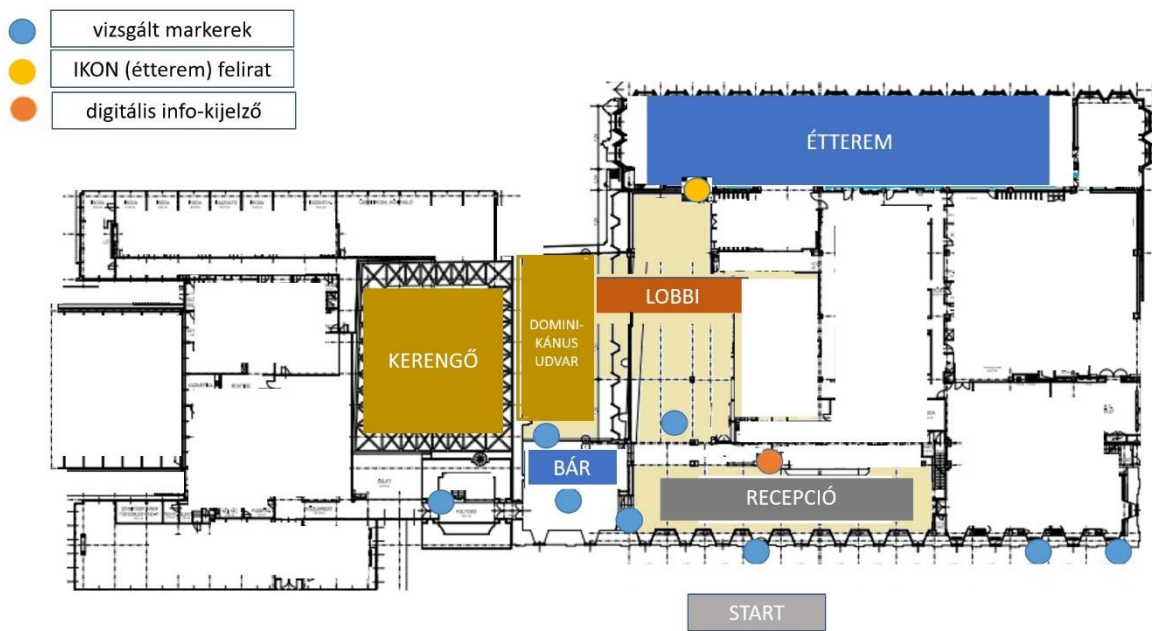 vizsgált markerek
IKON (étterem) felirat
digitális info-kijelző
ÉTTEREM
LOBBI
DOMINI-
KÁNUS
UDVAR
KERENGŐ
BÁR
RECEPCIÓ
START